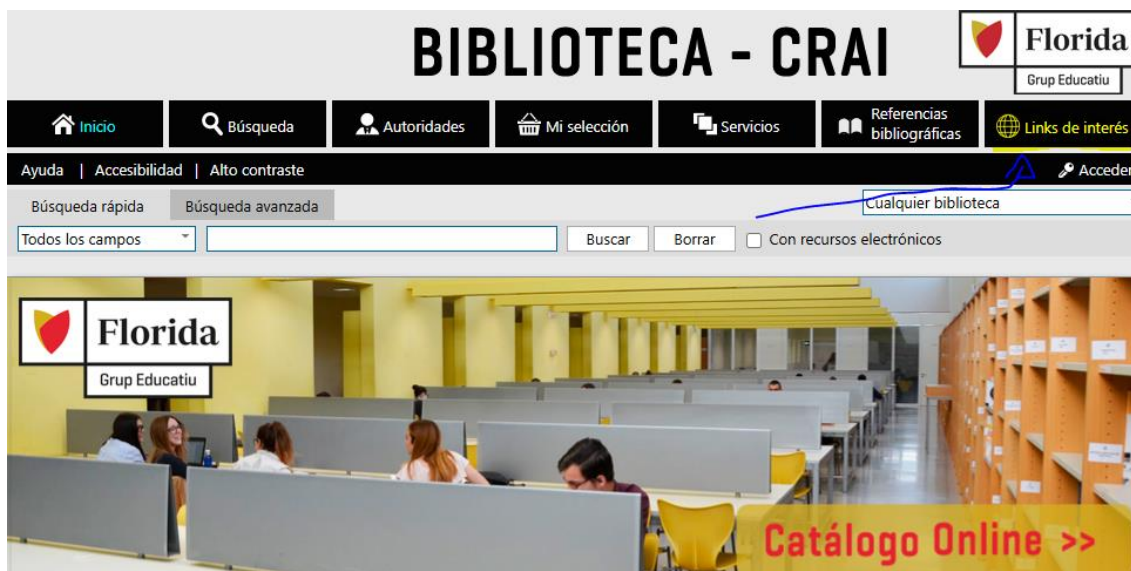 BIBLIOTECA - CRAI
Florida
Grup Educatiu
Inicio
Búsqueda
Autoridades
Mi selección
Servicios
Referencias
bibliográficas
Links de interés
Ayuda | Accesibilidad | Alto contraste
Acceder
Búsqueda rápida
Búsqueda avanzada
Cualquier biblioteca
Todos los campos
Buscar
Borrar
Con recursos electrónicos
Florida
Grup Educatiu
Catálogo Online >>